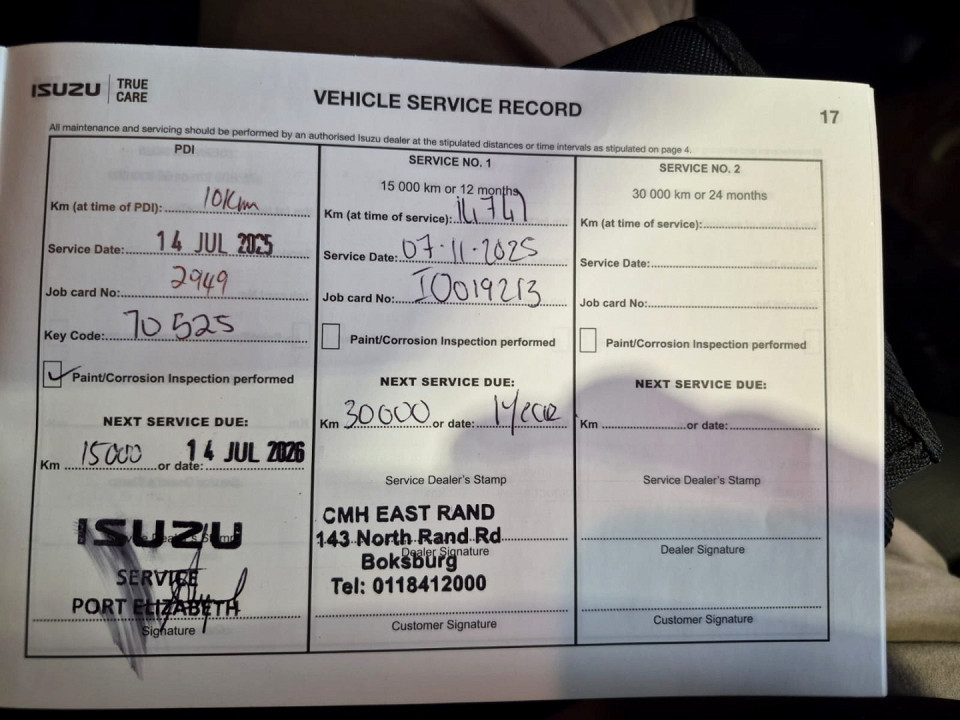 ISUZU TRUE CARE
VEHICLE SERVICE RECORD
17
All maintenance and servicing should be performed by an authorised Isuzu dealer at the stipulated distances or time intervals as stipulated on page 4.
PDI
Km (at time of PDI): 10Km
Service Date: 14 JUL 2025
Job card No: 2949
Key Code: 70525
Paint/Corrosion Inspection performed
NEXT SERVICE DUE:
Km 15000 or date: 14 JUL 2026
ISUZU
SERVICE
PORT ELIZABETH
Signature
SERVICE NO. 1
15 000 km or 12 months
Km (at time of service): 14747
Service Date: 07-11-2025
Job card No: I0019213
Paint/Corrosion Inspection performed
NEXT SERVICE DUE:
Km 30000 or date: 1 Year
Service Dealer's Stamp
CMH EAST RAND
143 North Rand Rd
Dealer Signature
Boksburg
Tel: 0118412000
Customer Signature
SERVICE NO. 2
30 000 km or 24 months
Km (at time of service):
Service Date:
Job card No:
Paint/Corrosion Inspection performed
NEXT SERVICE DUE:
Km or date:
Service Dealer's Stamp
Dealer Signature
Customer Signature